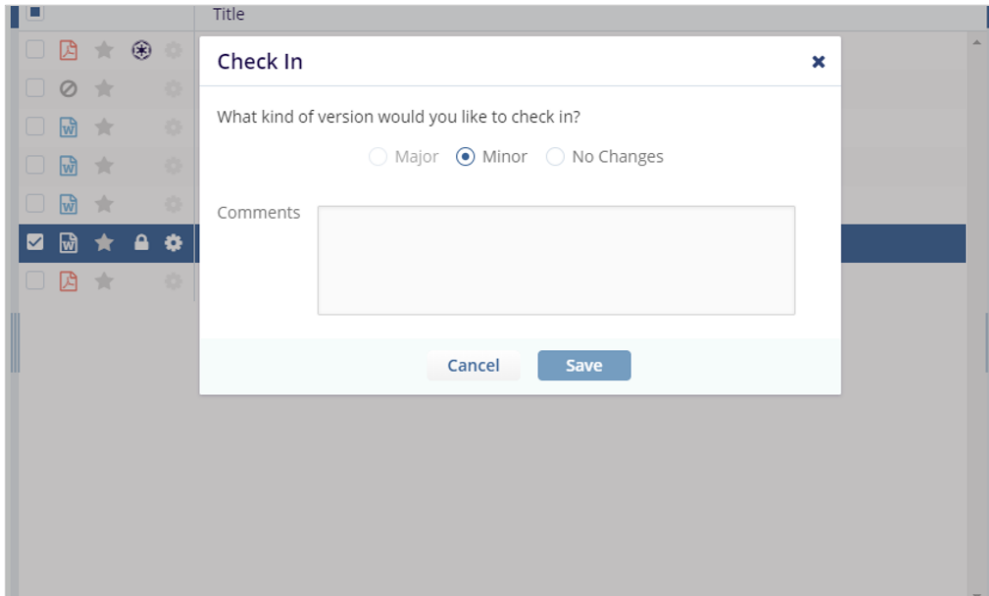 Title
Check In
What kind of version would you like to check in?
Major Minor No Changes
Comments
Cancel Save